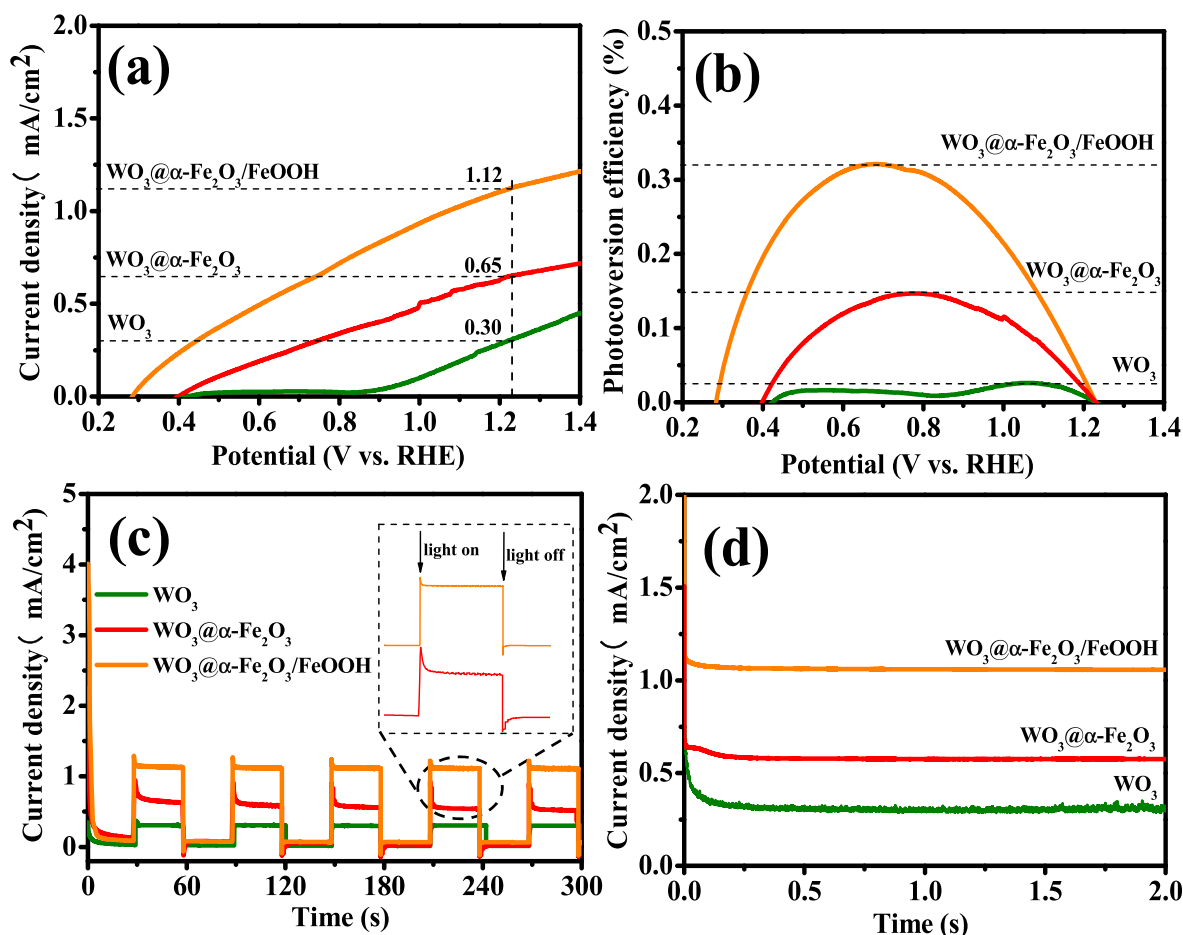 (a)
Current density( mA/cm²)
2.0
1.5
1.0
0.5
0.0
WO₃@α-Fe₂O₃/FeOOH
1.12
WO₃@α-Fe₂O₃
0.65
WO₃
0.30
0.2 0.4 0.6 0.8 1.0 1.2 1.4
Potential (V vs. RHE)
(b)
Photocoversion efficiency (%)
0.5
0.4
0.3
0.2
0.1
0.0
WO₃@α-Fe₂O₃/FeOOH
WO₃@α-Fe₂O₃
WO₃
0.2 0.4 0.6 0.8 1.0 1.2 1.4
Potential (V vs. RHE)
(c)
Current density( mA/cm²)
5
4
3
2
1
0
light on
light off
WO₃
WO₃@α-Fe₂O₃
WO₃@α-Fe₂O₃/FeOOH
0 60 120 180 240 300
Time (s)
(d)
Current density( mA/cm²)
2.0
1.5
1.0
0.5
0.0
WO₃@α-Fe₂O₃/FeOOH
WO₃@α-Fe₂O₃
WO₃
0.0 0.5 1.0 1.5 2.0
Time (s)